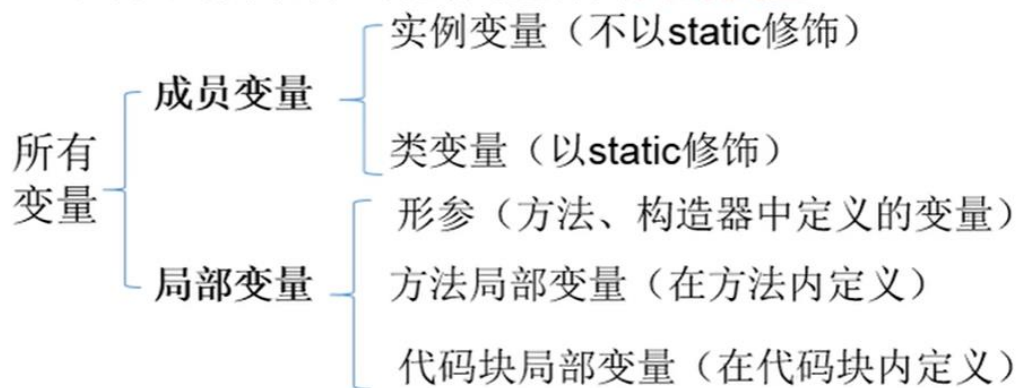 实例变量（不以static修饰）
成员变量
类变量（以static修饰）
所有
变量
形参（方法、构造器中定义的变量）
局部变量
方法局部变量（在方法内定义）
代码块局部变量（在代码块内定义）